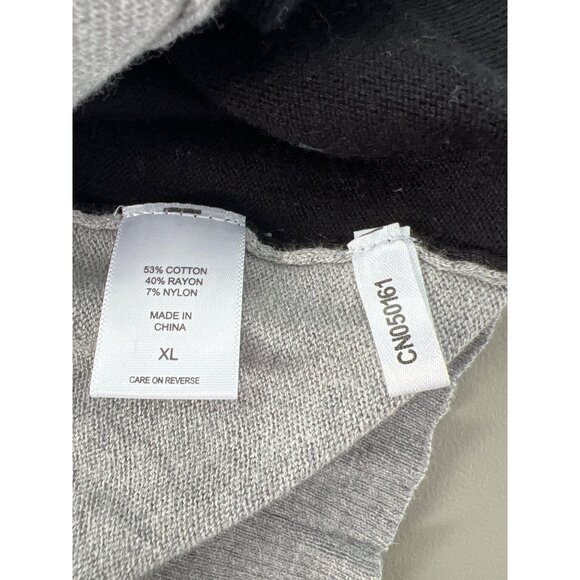 53% COTTON
40% RAYON
7% NYLON
MADE IN
CHINA
XL
CARE ON REVERSE
CN050161